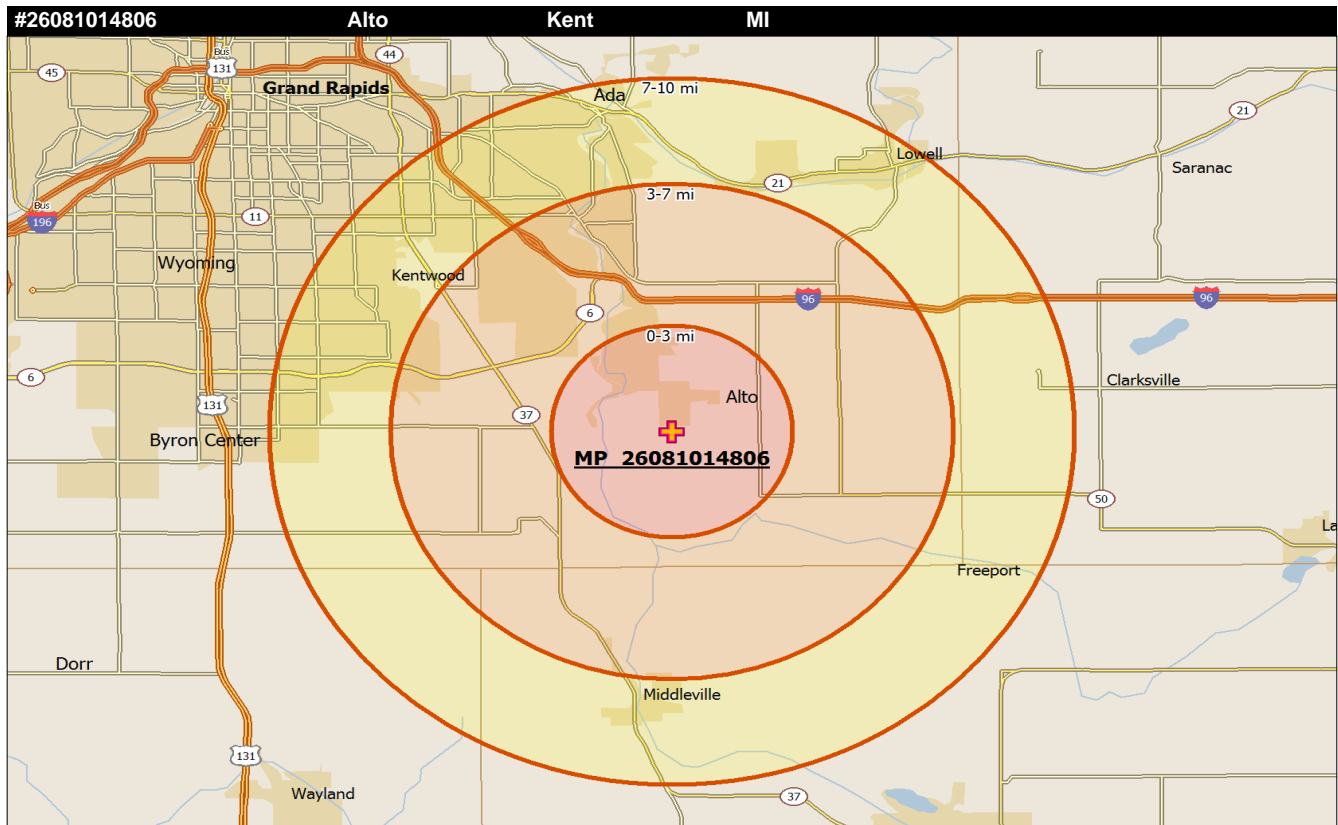 #26081014806 Alto Kent MI
Bus
131
44
45
Grand Rapids
7-10 mi
Ada
21
Lowell
Saranac
21
3-7 mi
Bus
196
11
Wyoming
Kentwood
96
96
6
0-3 mi
6
Clarksville
131
37
Alto
Byron Center
MP 26081014806
50
La
Freeport
Dorr
Middleville
131
Wayland
37